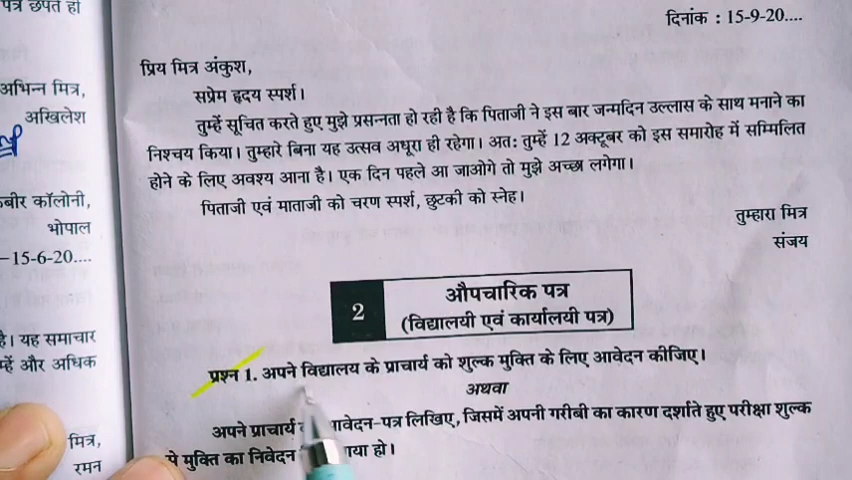 पत्र छपते हो
अभिन्न मित्र,
अखिलेश
कॉलोनी,
भोपाल
–15-6-20....
है। यह समाचार
और अधिक
मित्र,
रमन
दिनांक : 15-9-20....
प्रिय मित्र अंकुश,
सप्रेम हृदय स्पर्श।
तुम्हें सूचित करते हुए मुझे प्रसन्नता हो रही है कि पिताजी ने इस बार जन्मदिन उल्लास के साथ मनाने का
निश्चय किया। तुम्हारे बिना यह उत्सव अधूरा ही रहेगा। अत: तुम्हें 12 अक्टूबर को इस समारोह में सम्मिलित
होने के लिए अवश्य आना है। एक दिन पहले आ जाओगे तो मुझे अच्छा लगेगा।
पिताजी एवं माताजी को चरण स्पर्श, छुटकी को स्नेह।
तुम्हारा मित्र
संजय
2
औपचारिक पत्र
(विद्यालयी एवं कार्यालयी पत्र)
प्रश्न 1. अपने विद्यालय के प्राचार्य को शुल्क मुक्ति के लिए आवेदन कीजिए।
अथवा
अपने प्राचार्य आवेदन-पत्र लिखिए, जिसमें अपनी गरीबी का कारण दर्शाते हुए परीक्षा शुल्क
से मुक्ति का निवेदन गया हो।